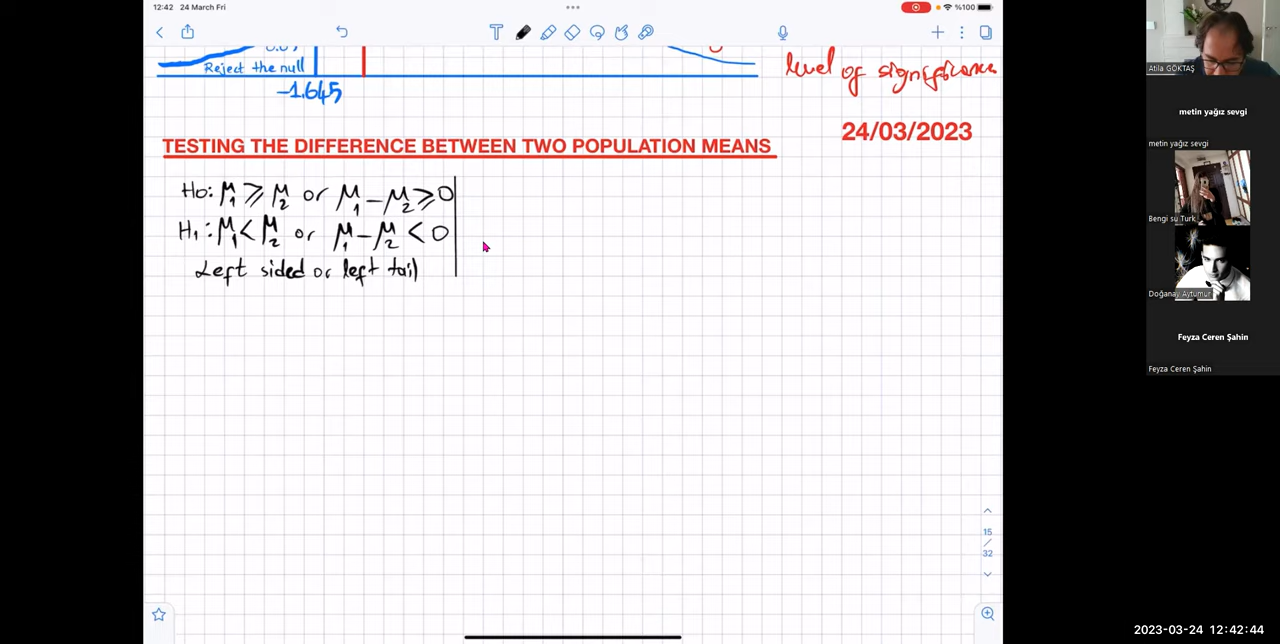 12:42 24 March Fri
%100
0.05
Reject the null
-1.645
level of significance
24/03/2023
TESTING THE DIFFERENCE BETWEEN TWO POPULATION MEANS
H0: μ1 ⩾ μ2 or μ1 - μ2 ⩾ 0
H1: μ1 < μ2 or μ1 - μ2 < 0
Left sided or left tail
15
/
32
Atila GÖKTAŞ
metin yağız sevgi
metin yağız sevgi
Bengi su Turk
Doğanay Aytumur
Feyza Ceren Şahin
Feyza Ceren Şahin
2023-03-24 12:42:44